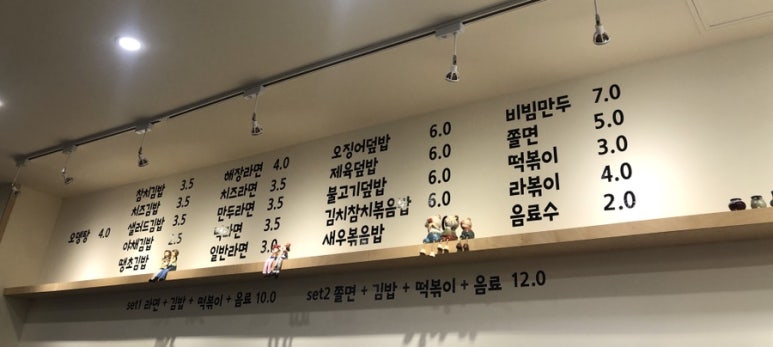 오뎅탕 4.0
참치김밥 3.5
치즈김밥 3.5
샐러드김밥 3.5
야채김밥
땡초김밥
해장라면 4.0
치즈라면 3.5
만두라면 3.5
떡라면 3.5
일반라면 3.0
오징어덮밥 6.0
제육덮밥 6.0
불고기덮밥 6.0
김치참치볶음밥 6.0
새우볶음밥
비빔만두 7.0
쫄면 5.0
떡볶이 3.0
라볶이 4.0
음료수 2.0
set1 라면 + 김밥 + 떡볶이 + 음료 10.0
set2 쫄면 + 김밥 + 떡볶이 + 음료 12.0